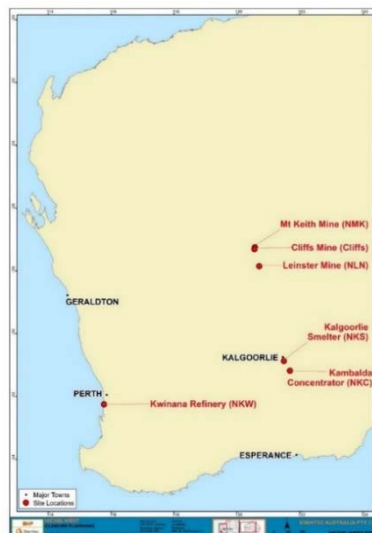 Mt Keith Mine (NMK)
Cliffs Mine (Cliffs)
Leinster Mine (NLN)
GERALDTON
Kalgoorlie
Smelter (NKS)
KALGOORLIE
Kambalda
Concentrator (NKC)
PERTH
Kwinana Refinery (NKW)
ESPERANCE
Major Towns
Site Locations